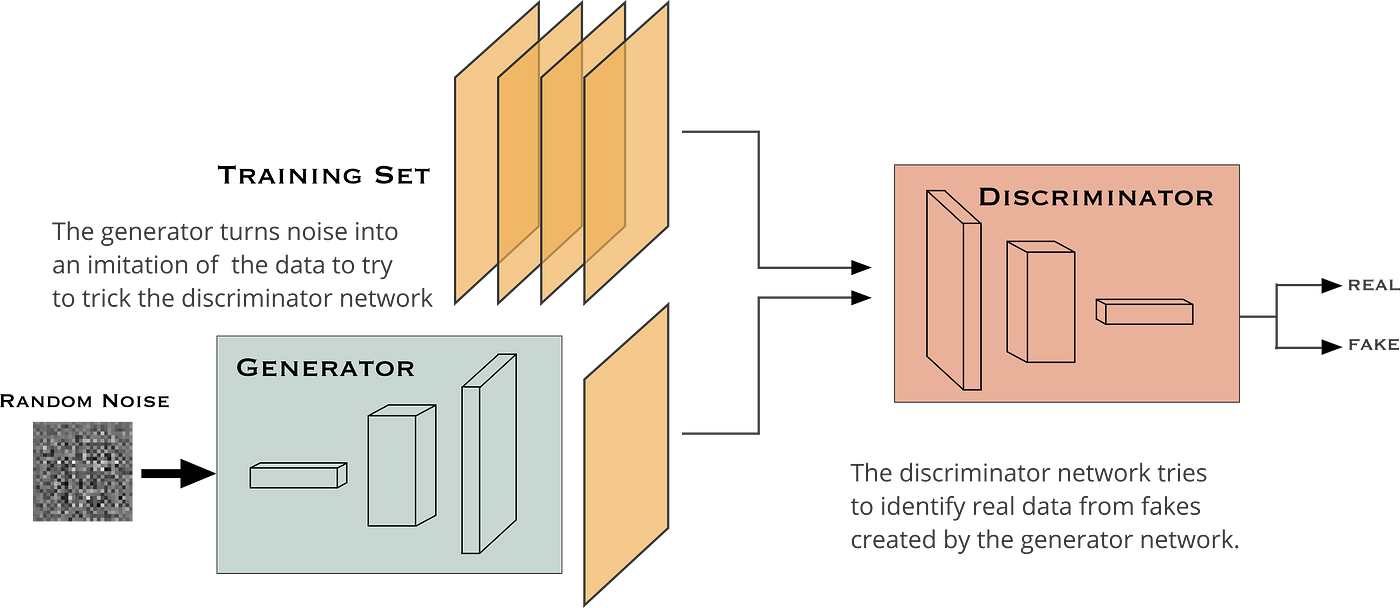 TRAINING SET
The generator turns noise into
an imitation of the data to try
to trick the discriminator network
GENERATOR
RANDOM NOISE
DISCRIMINATOR
REAL
FAKE
The discriminator network tries
to identify real data from fakes
created by the generator network.